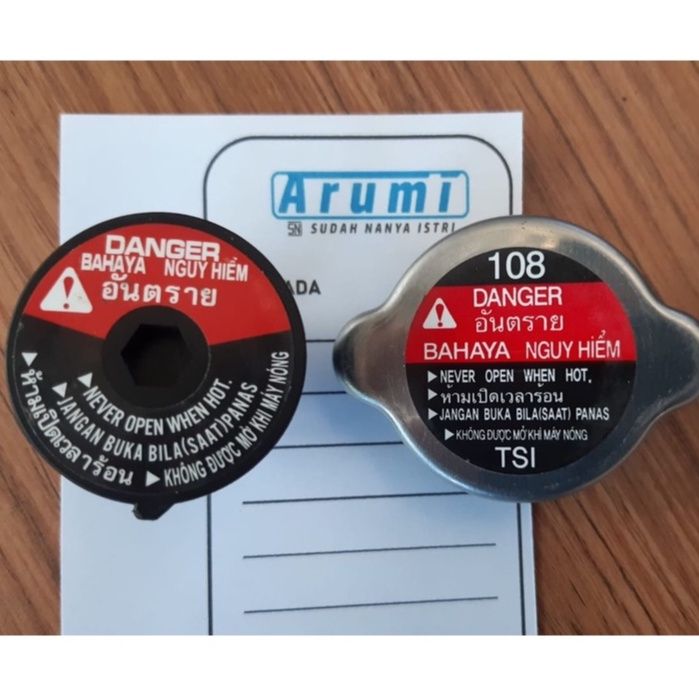 Arumi
SN SUDAH NANYA ISTRI
ADA
DANGER
BAHAYA NGUY HIỂM
อันตราย
▶ NEVER OPEN WHEN HOT.
▶ JANGAN BUKA BILA(SAAT) PANAS
▶ ห้ามเปิดเวลาร้อน
▶ KHÔNG ĐƯỢC MỞ KHI MÁY NÓNG
108
DANGER
อันตราย
BAHAYA NGUY HIỂM
▶ NEVER OPEN WHEN HOT.
▶ ห้ามเปิดเวลาร้อน
▶ JANGAN BUKA BILA(SAAT) PANAS
▶ KHÔNG ĐƯỢC MỞ KHI MÁY NÓNG
TSI